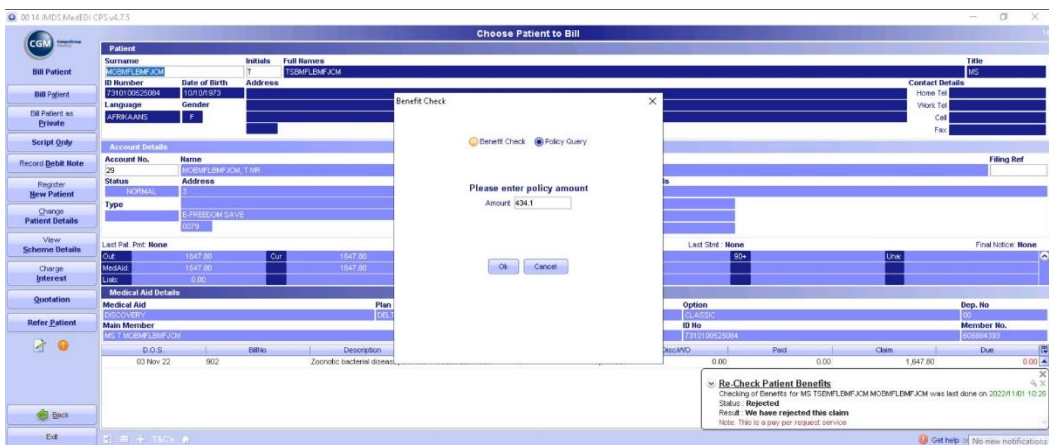 00 14 JMDS MedEDI CPS v4.7.5
Choose Patient to Bill
CGM CompuGroup Medical
Bill Patient
Bill Patient
Bill Patient as Private
Script Only
Record Debit Note
Register New Patient
Change Patient Details
View Scheme Details
Charge Interest
Quotation
Refer Patient
Back
Exit
Patient
Surname Initials Full Names Title
MOBMFLBMFJCM T TSBMFLBMFJCM MS
ID Number Date of Birth Address Contact Details
7310100525084 10/10/1973 Home Tel
Language Gender Work Tel
AFRIKAANS F Cell
Fax
Account Details
Account No. Name Filing Ref
29 MOBMFLBMFJCM, T MR
Status Address
NORMAL 3
Type
E-FREEDOM SAVE
0079
Last Pat. Pmt: None Last Stmt : None Final Notice: None
Out: 1647.80 Cur 1647.80 90+ Una:
MedAid: 1647.80 1647.80
Liab: 0.00
Medical Aid Details
Medical Aid Plan Option Dep. No
DISCOVERY DELT CLASSIC 00
Main Member ID No Member No.
MS T MOBMFLBMFJCM 7310100525084 606884393
D.O.S. BillNo Description Disc/W/O Paid Claim Due
03 Nov 22 902 Zoonotic bacterial diseas 0.00 0.00 1,647.80 0.00
Benefit Check
Benefit Check Policy Query
Please enter policy amount
Amount 434.1
Ok Cancel
Re-Check Patient Benefits
Checking of Benefits for MS TSBMFLBMFJCM MOBMFLBMFJCM was last done on 2022/11/01 10:26
Status : Rejected
Result : We have rejected this claim
Note: This is a pay per request service
T&C's
Get help
No new notifications